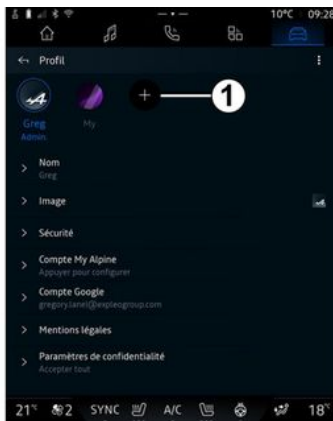 10°C 09:28
Profil
1
Greg
My
Admin.
Nom
Greg
Image
Sécurité
Compte My Alpine
Appuyer pour configurer
Compte Google
gregory.lanel@expleogroup.com
Mentions légales
Paramètres de confidentialité
Accepter tout
21°C 2 SYNC A/C 18°C